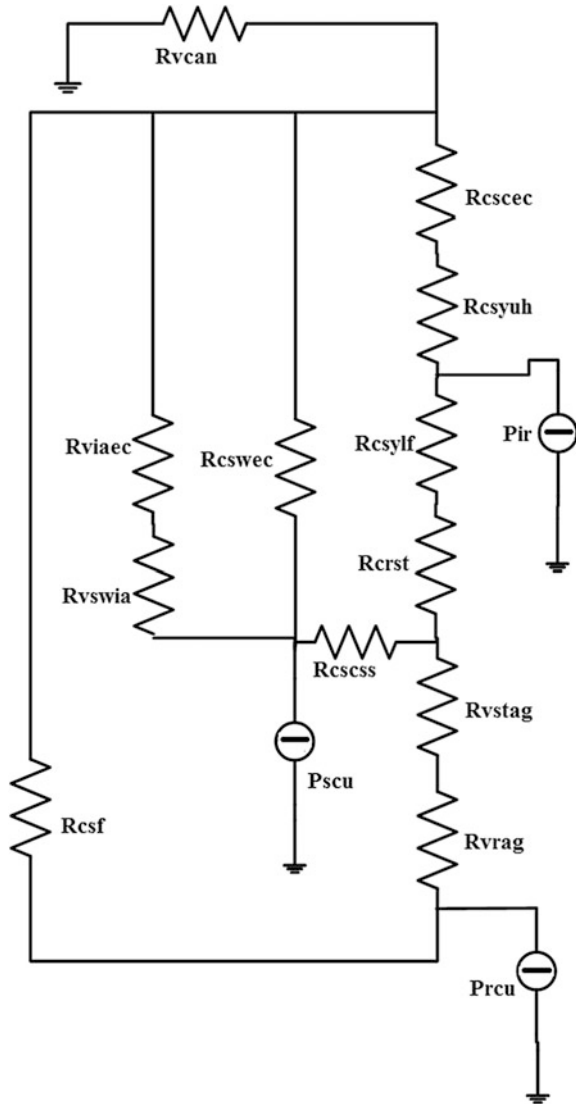 Rvcan
Rcscec
Rcsyuh
Rviaec
Rcswec
Rcsylf
Pir
Rvswia
Rcrst
Rcscss
Rvstag
Pscu
Rcsf
Rvrag
Prcu